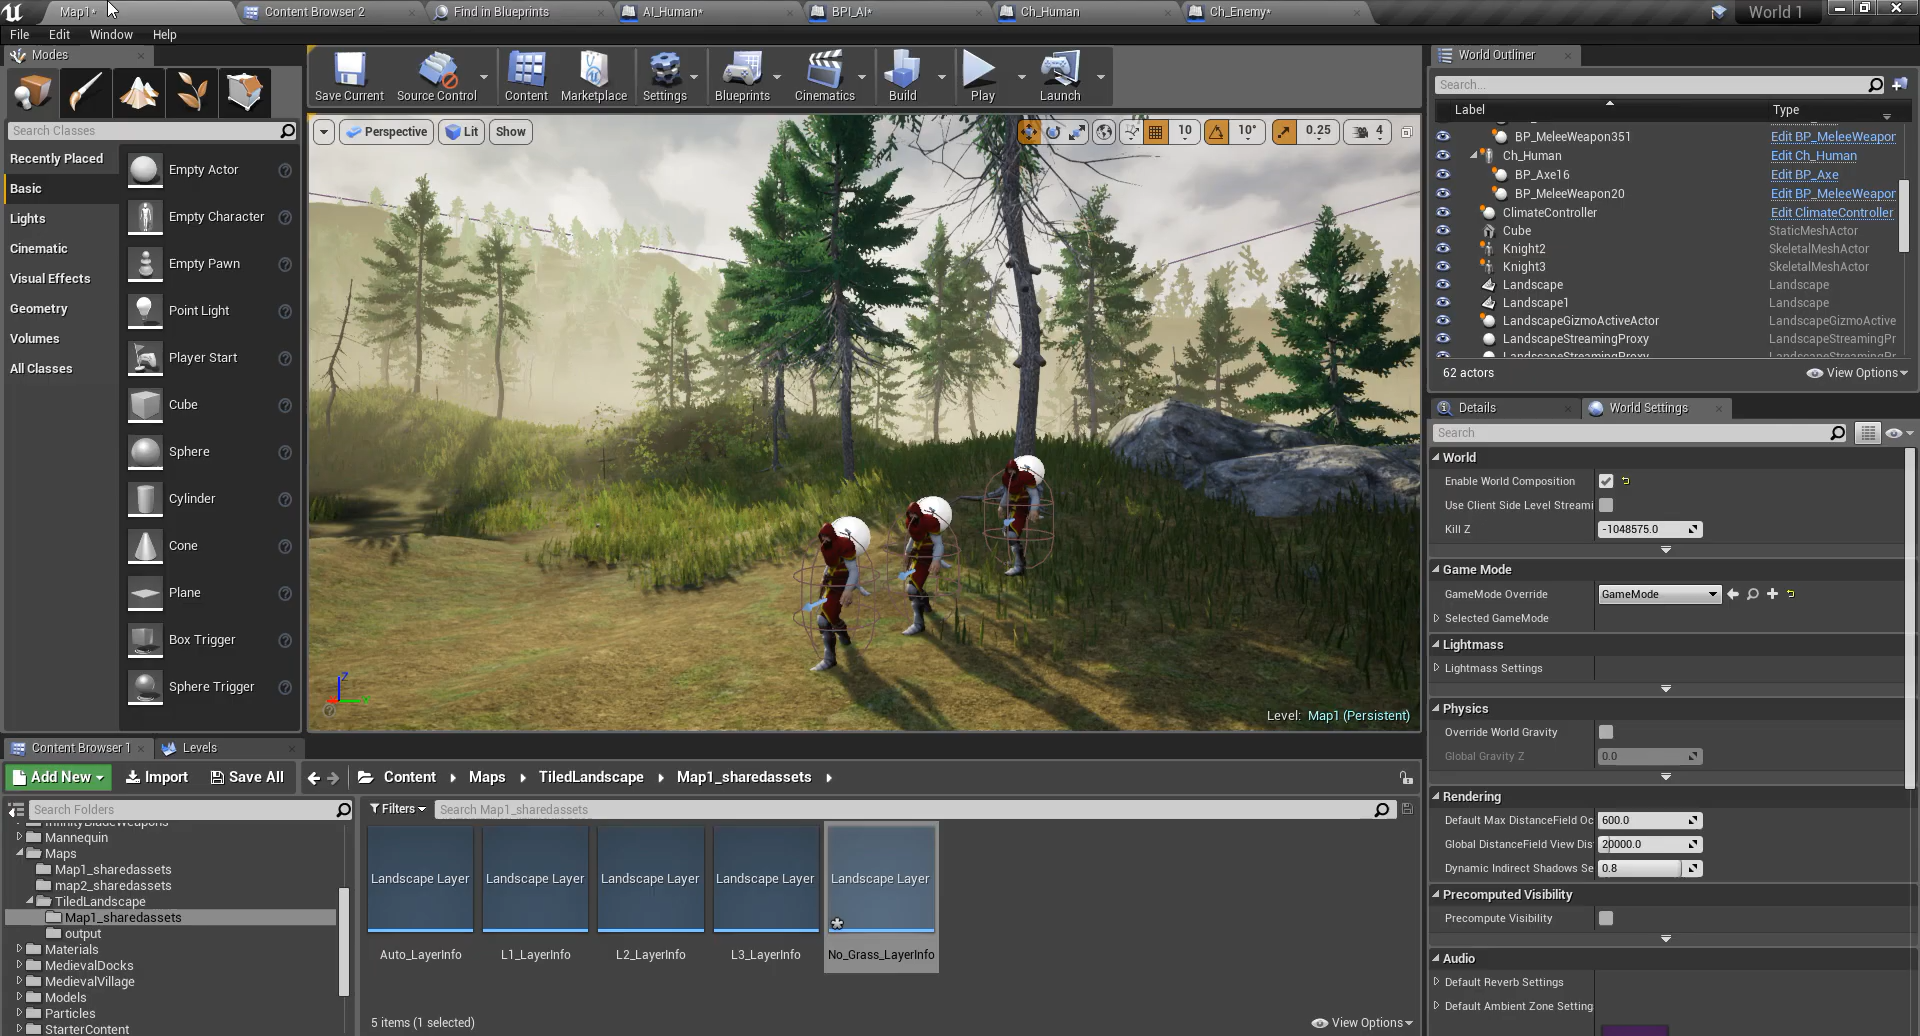 Map1*
Content Browser 2
Find in Blueprints
AI_Human*
BPI_AI*
Ch_Human
Ch_Enemy*
World 1
File Edit Window Help
Modes
Search Classes
Recently Placed
Basic
Lights
Cinematic
Visual Effects
Geometry
Volumes
All Classes
Empty Actor
Empty Character
Empty Pawn
Point Light
Player Start
Cube
Sphere
Cylinder
Cone
Plane
Box Trigger
Sphere Trigger
Save Current
Source Control
Content
Marketplace
Settings
Blueprints
Cinematics
Build
Play
Launch
Perspective
Lit
Show
10
10°
0.25
4
Z
Level: Map1 (Persistent)
World Outliner
Search...
Label Type
BP_MeleeWeapon351 Edit BP_MeleeWeapor
Ch_Human Edit Ch_Human
BP_Axe16 Edit BP_Axe
BP_MeleeWeapon20 Edit BP_MeleeWeapor
ClimateController Edit ClimateController
Cube StaticMeshActor
Knight2 SkeletalMeshActor
Knight3 SkeletalMeshActor
Landscape Landscape
Landscape1 Landscape
LandscapeGizmoActiveActor LandscapeGizmoActive
LandscapeStreamingProxy LandscapeStreamingPr
LandscapeStreamingProxy LandscapeStreamingPr
62 actors
View Options
Details
World Settings
Search
World
Enable World Composition
Use Client Side Level Streami
Kill Z -1048575.0
Game Mode
GameMode Override GameMode
Selected GameMode
Lightmass
Lightmass Settings
Physics
Override World Gravity
Global Gravity Z 0.0
Rendering
Default Max DistanceField Oc 600.0
Global DistanceField View Dis 20000.0
Dynamic Indirect Shadows Se 0.8
Precomputed Visibility
Precompute Visibility
Audio
Default Reverb Settings
Default Ambient Zone Setting
Content Browser 1
Levels
Add New
Import
Save All
Content
Maps
TiledLandscape
Map1_sharedassets
Search Folders
InfinityBladeWeapons
Mannequin
Maps
Map1_sharedassets
map2_sharedassets
TiledLandscape
Map1_sharedassets
output
Materials
MedievalDocks
MedievalVillage
Models
Particles
StarterContent
Filters
Search Map1_sharedassets
Landscape Layer
Landscape Layer
Landscape Layer
Landscape Layer
Landscape Layer
Auto_LayerInfo
L1_LayerInfo
L2_LayerInfo
L3_LayerInfo
No_Grass_LayerInfo
5 items (1 selected)
View Options